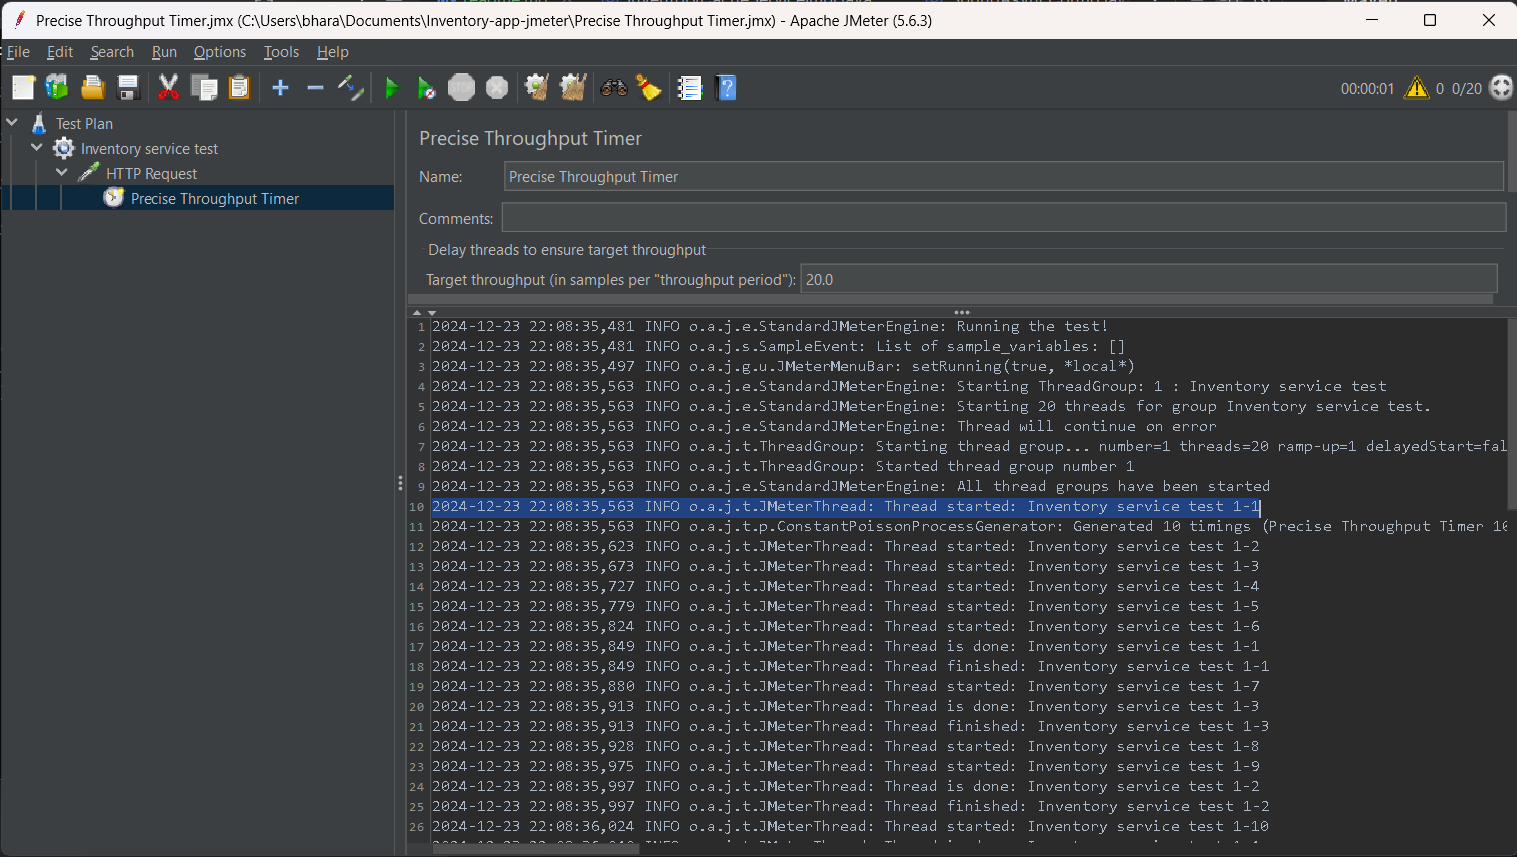 Precise Throughput Timer.jmx (C:\Users\bhara\Documents\Inventory-app-jmeter\Precise Throughput Timer.jmx) - Apache JMeter (5.6.3)
File Edit Search Run Options Tools Help
STOP
00:00:01 0 0/20
Test Plan
Inventory service test
HTTP Request
Precise Throughput Timer
Precise Throughput Timer
Name: Precise Throughput Timer
Comments:
Delay threads to ensure target throughput
Target throughput (in samples per "throughput period"): 20.0
1 2024-12-23 22:08:35,481 INFO o.a.j.e.StandardJMeterEngine: Running the test!
2 2024-12-23 22:08:35,481 INFO o.a.j.s.SampleEvent: List of sample_variables: []
3 2024-12-23 22:08:35,497 INFO o.a.j.g.u.JMeterMenuBar: setRunning(true, *local*)
4 2024-12-23 22:08:35,563 INFO o.a.j.e.StandardJMeterEngine: Starting ThreadGroup: 1 : Inventory service test
5 2024-12-23 22:08:35,563 INFO o.a.j.e.StandardJMeterEngine: Starting 20 threads for group Inventory service test.
6 2024-12-23 22:08:35,563 INFO o.a.j.e.StandardJMeterEngine: Thread will continue on error
7 2024-12-23 22:08:35,563 INFO o.a.j.t.ThreadGroup: Starting thread group... number=1 threads=20 ramp-up=1 delayedStart=fal
8 2024-12-23 22:08:35,563 INFO o.a.j.t.ThreadGroup: Started thread group number 1
9 2024-12-23 22:08:35,563 INFO o.a.j.e.StandardJMeterEngine: All thread groups have been started
10 2024-12-23 22:08:35,563 INFO o.a.j.t.JMeterThread: Thread started: Inventory service test 1-1
11 2024-12-23 22:08:35,563 INFO o.a.j.t.p.ConstantPoissonProcessGenerator: Generated 10 timings (Precise Throughput Timer 10
12 2024-12-23 22:08:35,623 INFO o.a.j.t.JMeterThread: Thread started: Inventory service test 1-2
13 2024-12-23 22:08:35,673 INFO o.a.j.t.JMeterThread: Thread started: Inventory service test 1-3
14 2024-12-23 22:08:35,727 INFO o.a.j.t.JMeterThread: Thread started: Inventory service test 1-4
15 2024-12-23 22:08:35,779 INFO o.a.j.t.JMeterThread: Thread started: Inventory service test 1-5
16 2024-12-23 22:08:35,824 INFO o.a.j.t.JMeterThread: Thread started: Inventory service test 1-6
17 2024-12-23 22:08:35,849 INFO o.a.j.t.JMeterThread: Thread is done: Inventory service test 1-1
18 2024-12-23 22:08:35,849 INFO o.a.j.t.JMeterThread: Thread finished: Inventory service test 1-1
19 2024-12-23 22:08:35,880 INFO o.a.j.t.JMeterThread: Thread started: Inventory service test 1-7
20 2024-12-23 22:08:35,913 INFO o.a.j.t.JMeterThread: Thread is done: Inventory service test 1-3
21 2024-12-23 22:08:35,913 INFO o.a.j.t.JMeterThread: Thread finished: Inventory service test 1-3
22 2024-12-23 22:08:35,928 INFO o.a.j.t.JMeterThread: Thread started: Inventory service test 1-8
23 2024-12-23 22:08:35,975 INFO o.a.j.t.JMeterThread: Thread started: Inventory service test 1-9
24 2024-12-23 22:08:35,997 INFO o.a.j.t.JMeterThread: Thread is done: Inventory service test 1-2
25 2024-12-23 22:08:35,997 INFO o.a.j.t.JMeterThread: Thread finished: Inventory service test 1-2
26 2024-12-23 22:08:36,024 INFO o.a.j.t.JMeterThread: Thread started: Inventory service test 1-10